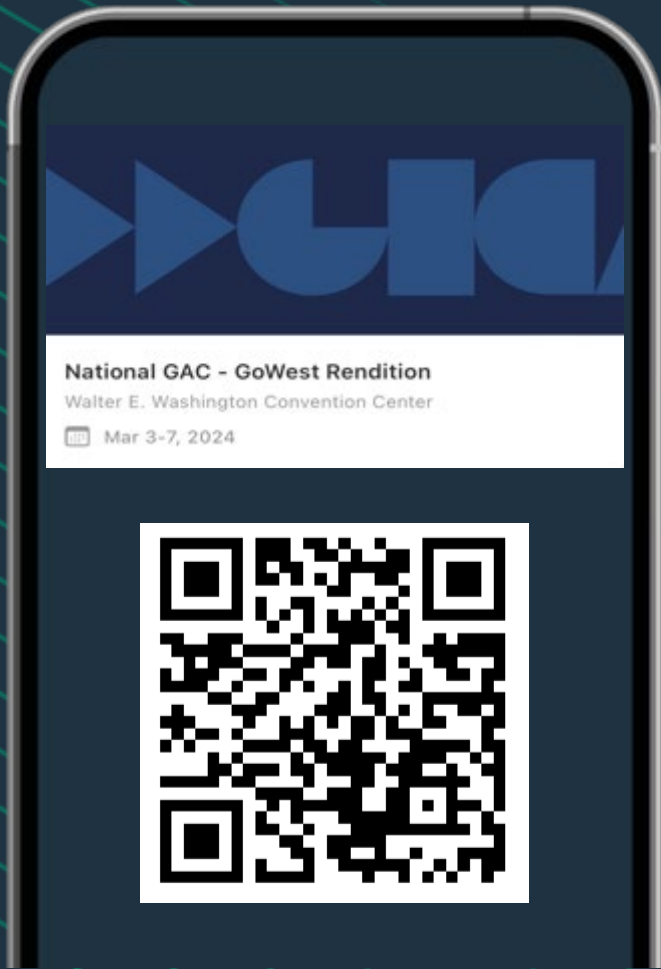 National GAC - GoWest Rendition
Walter E. Washington Convention Center
Mar 3-7, 2024